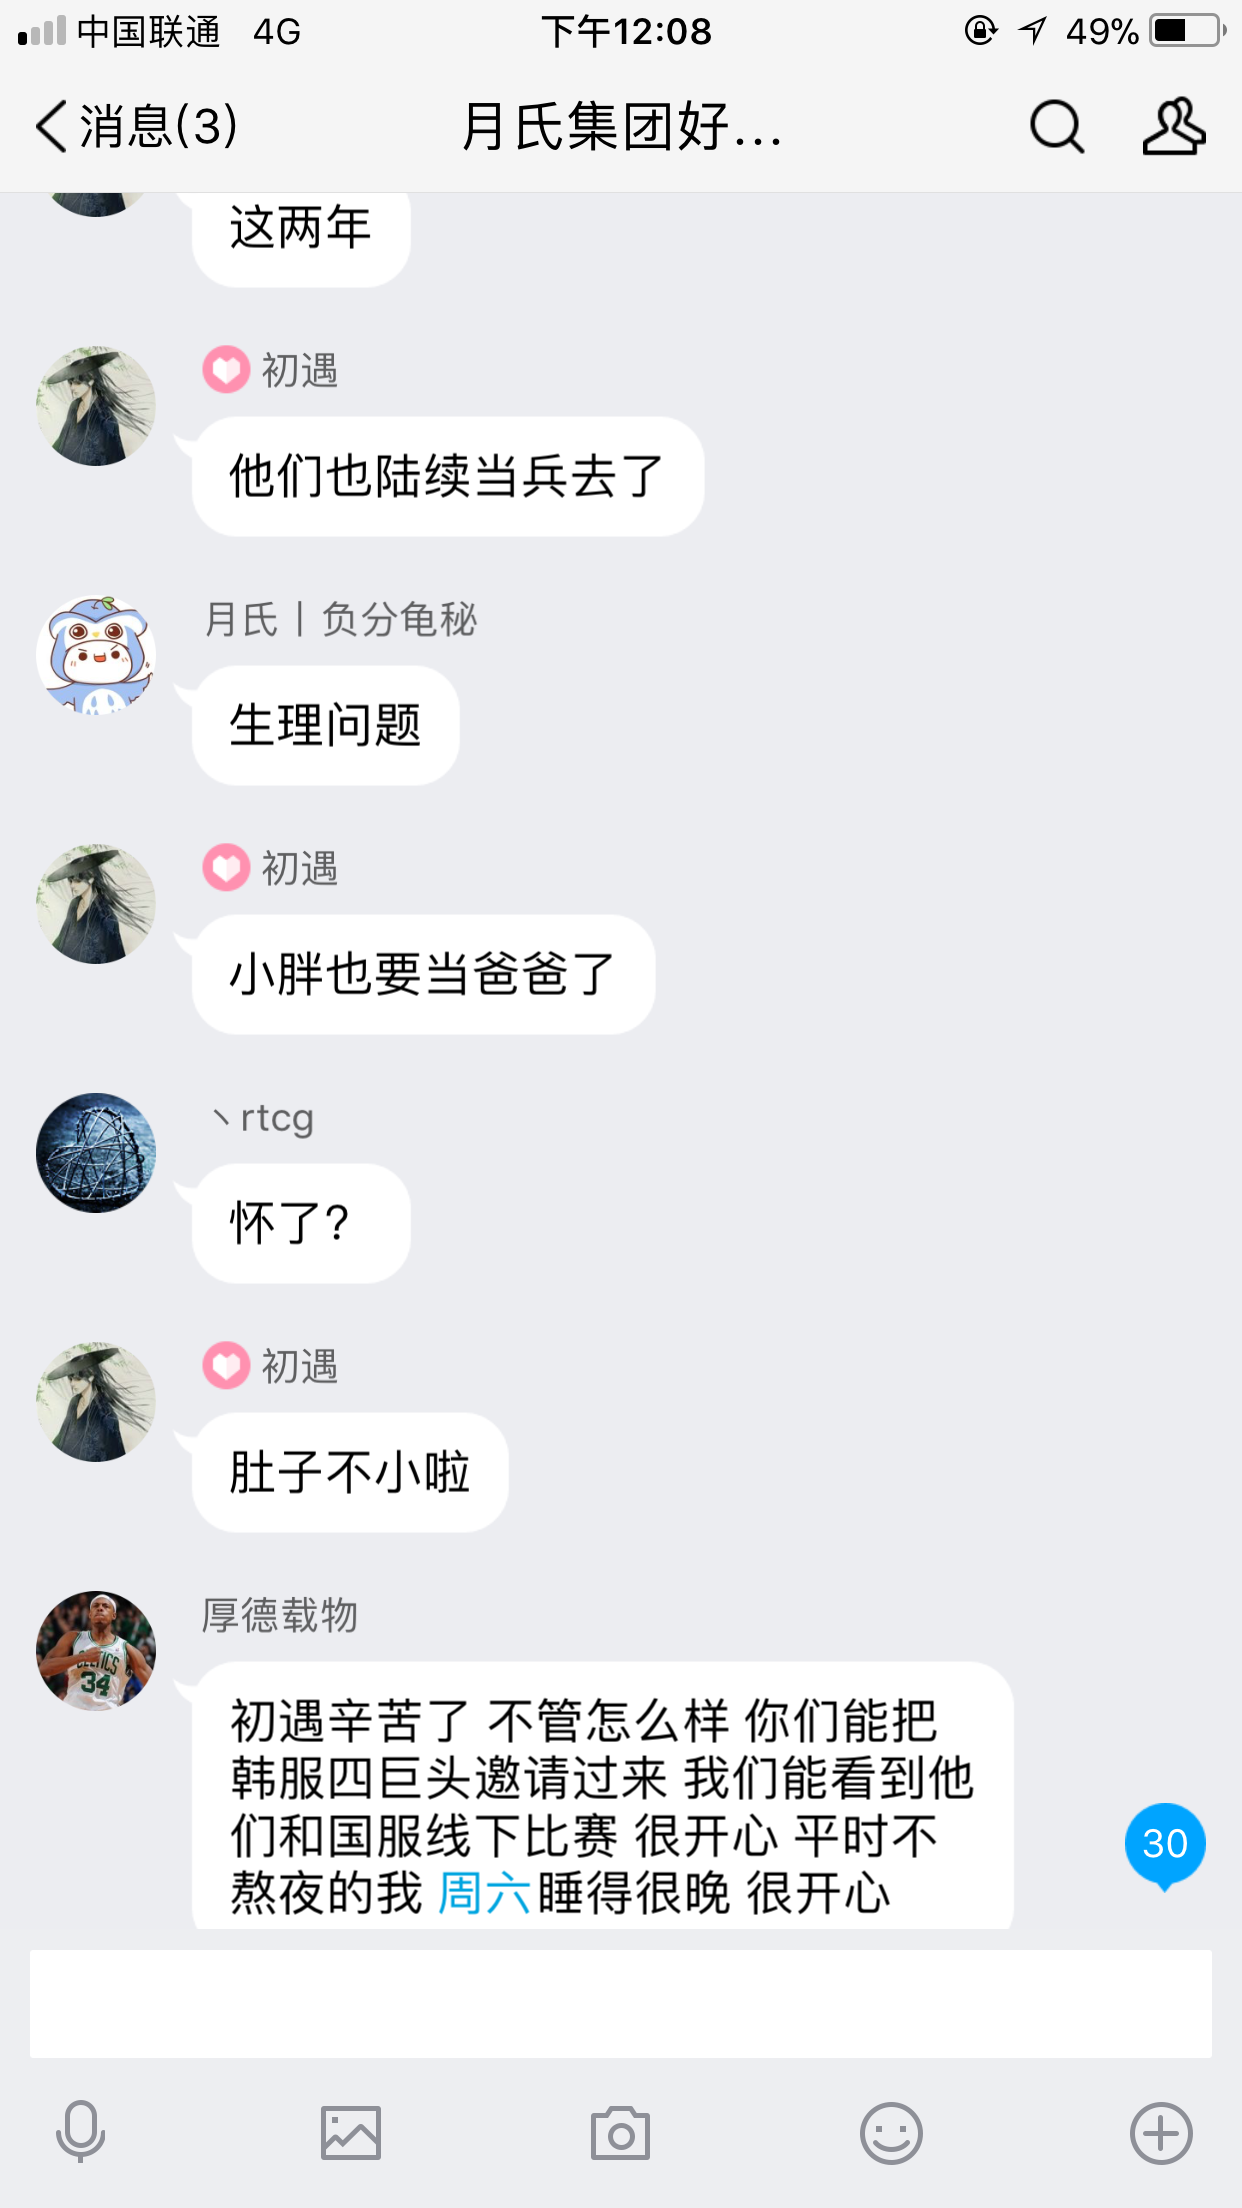 中国联通 4G 下午12:08 49%
消息(3) 月氏集团好...
这两年
初遇
他们也陆续当兵去了
月氏丨负分龟秘
生理问题
初遇
小胖也要当爸爸了
丶rtcg
怀了?
初遇
肚子不小啦
厚德载物
CELTICS
34
初遇辛苦了 不管怎么样 你们能把
韩服四巨头邀请过来 我们能看到他
们和国服线下比赛 很开心 平时不
熬夜的我 周六睡得很晚 很开心
30